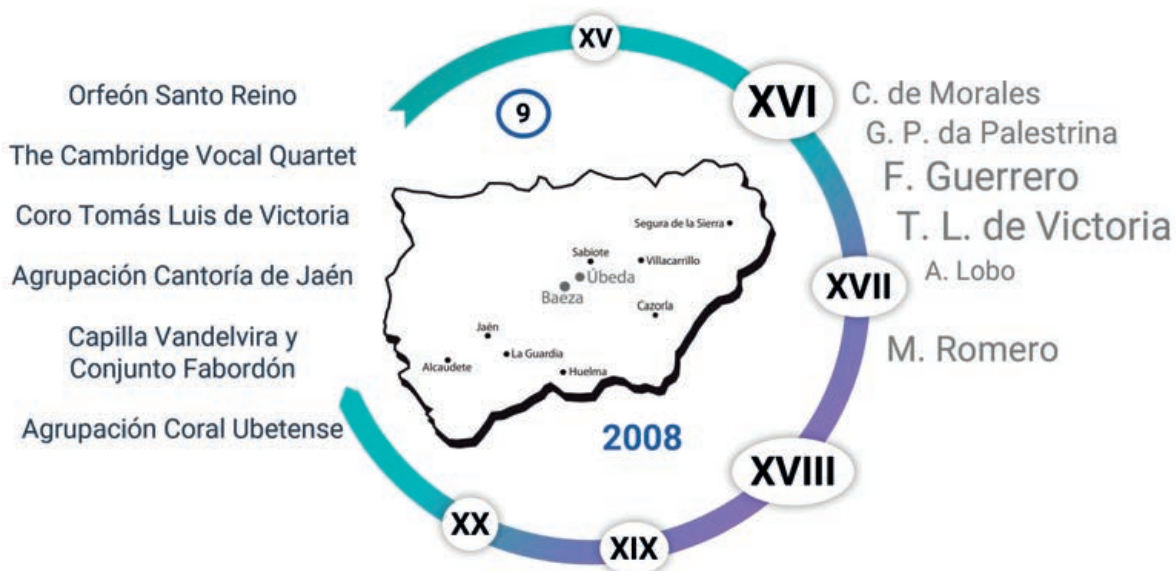 Orfeón Santo Reino
The Cambridge Vocal Quartet
Coro Tomás Luis de Victoria
Agrupación Cantoría de Jaén
Capilla Vandelvira y
Conjunto Fabordón
Agrupación Coral Ubetense
9
Segura de la Sierra
Sabiote
Villacarrillo
Úbeda
Baeza
Cazorla
Jaén
La Guardia
Alcaudete
Huelma
2008
XV
XVI
XVII
XVIII
XIX
XX
C. de Morales
G. P. da Palestrina
F. Guerrero
T. L. de Victoria
A. Lobo
M. Romero